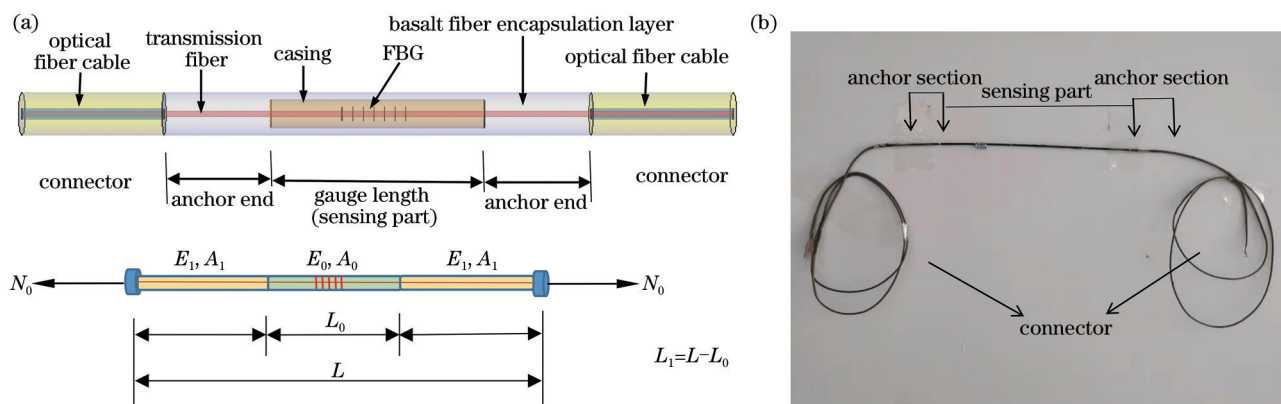 (a)
optical
fiber cable
transmission
fiber
casing
FBG
basalt fiber encapsulation layer
optical fiber cable
connector
anchor end
gauge length
(sensing part)
anchor end
connector
E₁, A₁
E₀, A₀
E₁, A₁
N₀
N₀
L₀
L
L₁=L−L₀
(b)
anchor section
sensing part
anchor section
connector